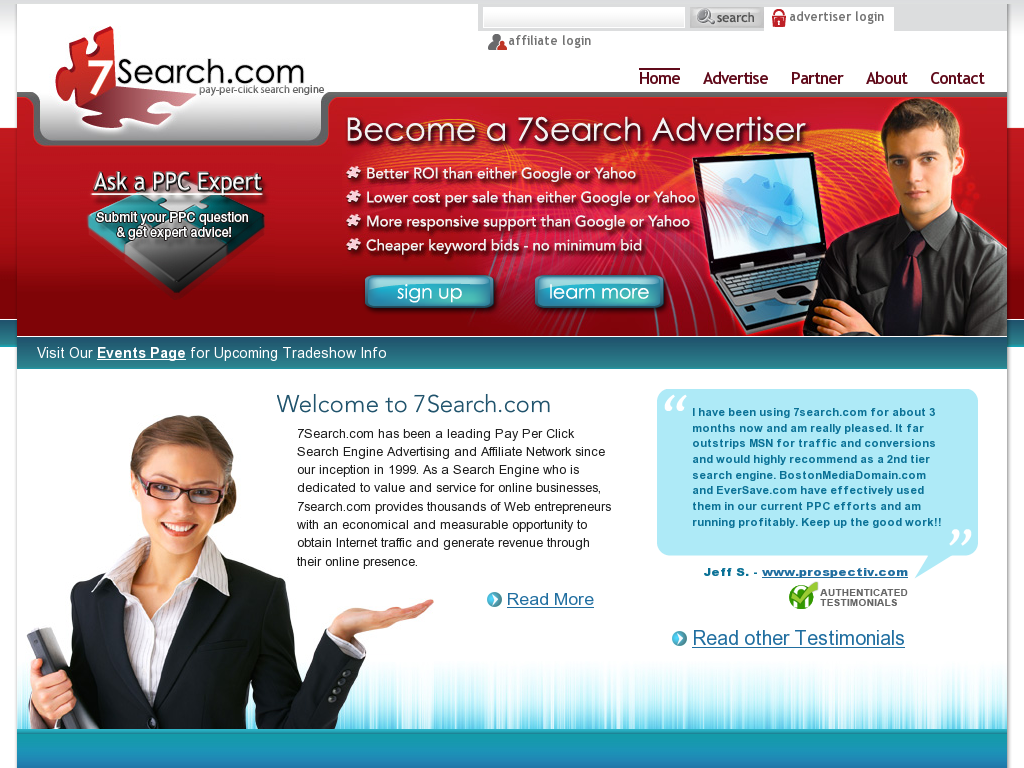 search
advertiser login
affiliate login
7Search.com
pay-per-click search engine
Home
Advertise
Partner
About
Contact
Become a 7Search Advertiser
Better ROI than either Google or Yahoo
Lower cost per sale than either Google or Yahoo
More responsive support than Google or Yahoo
Cheaper keyword bids - no minimum bid
sign up
learn more
Ask a PPC Expert
Submit your PPC question
& get expert advice!
Visit Our Events Page for Upcoming Tradeshow Info
Welcome to 7Search.com
7Search.com has been a leading Pay Per Click
Search Engine Advertising and Affiliate Network since
our inception in 1999. As a Search Engine who is
dedicated to value and service for online businesses,
7search.com provides thousands of Web entrepreneurs
with an economical and measurable opportunity to
obtain Internet traffic and generate revenue through
their online presence.
Read More
“
I have been using 7search.com for about 3
months now and am really pleased. It far
outstrips MSN for traffic and conversions
and would highly recommend as a 2nd tier
search engine. BostonMediaDomain.com
and EverSave.com have effectively used
them in our current PPC efforts and am
running profitably. Keep up the good work!!
”
Jeff S. - www.prospectiv.com
AUTHENTICATED
TESTIMONIALS
Read other Testimonials